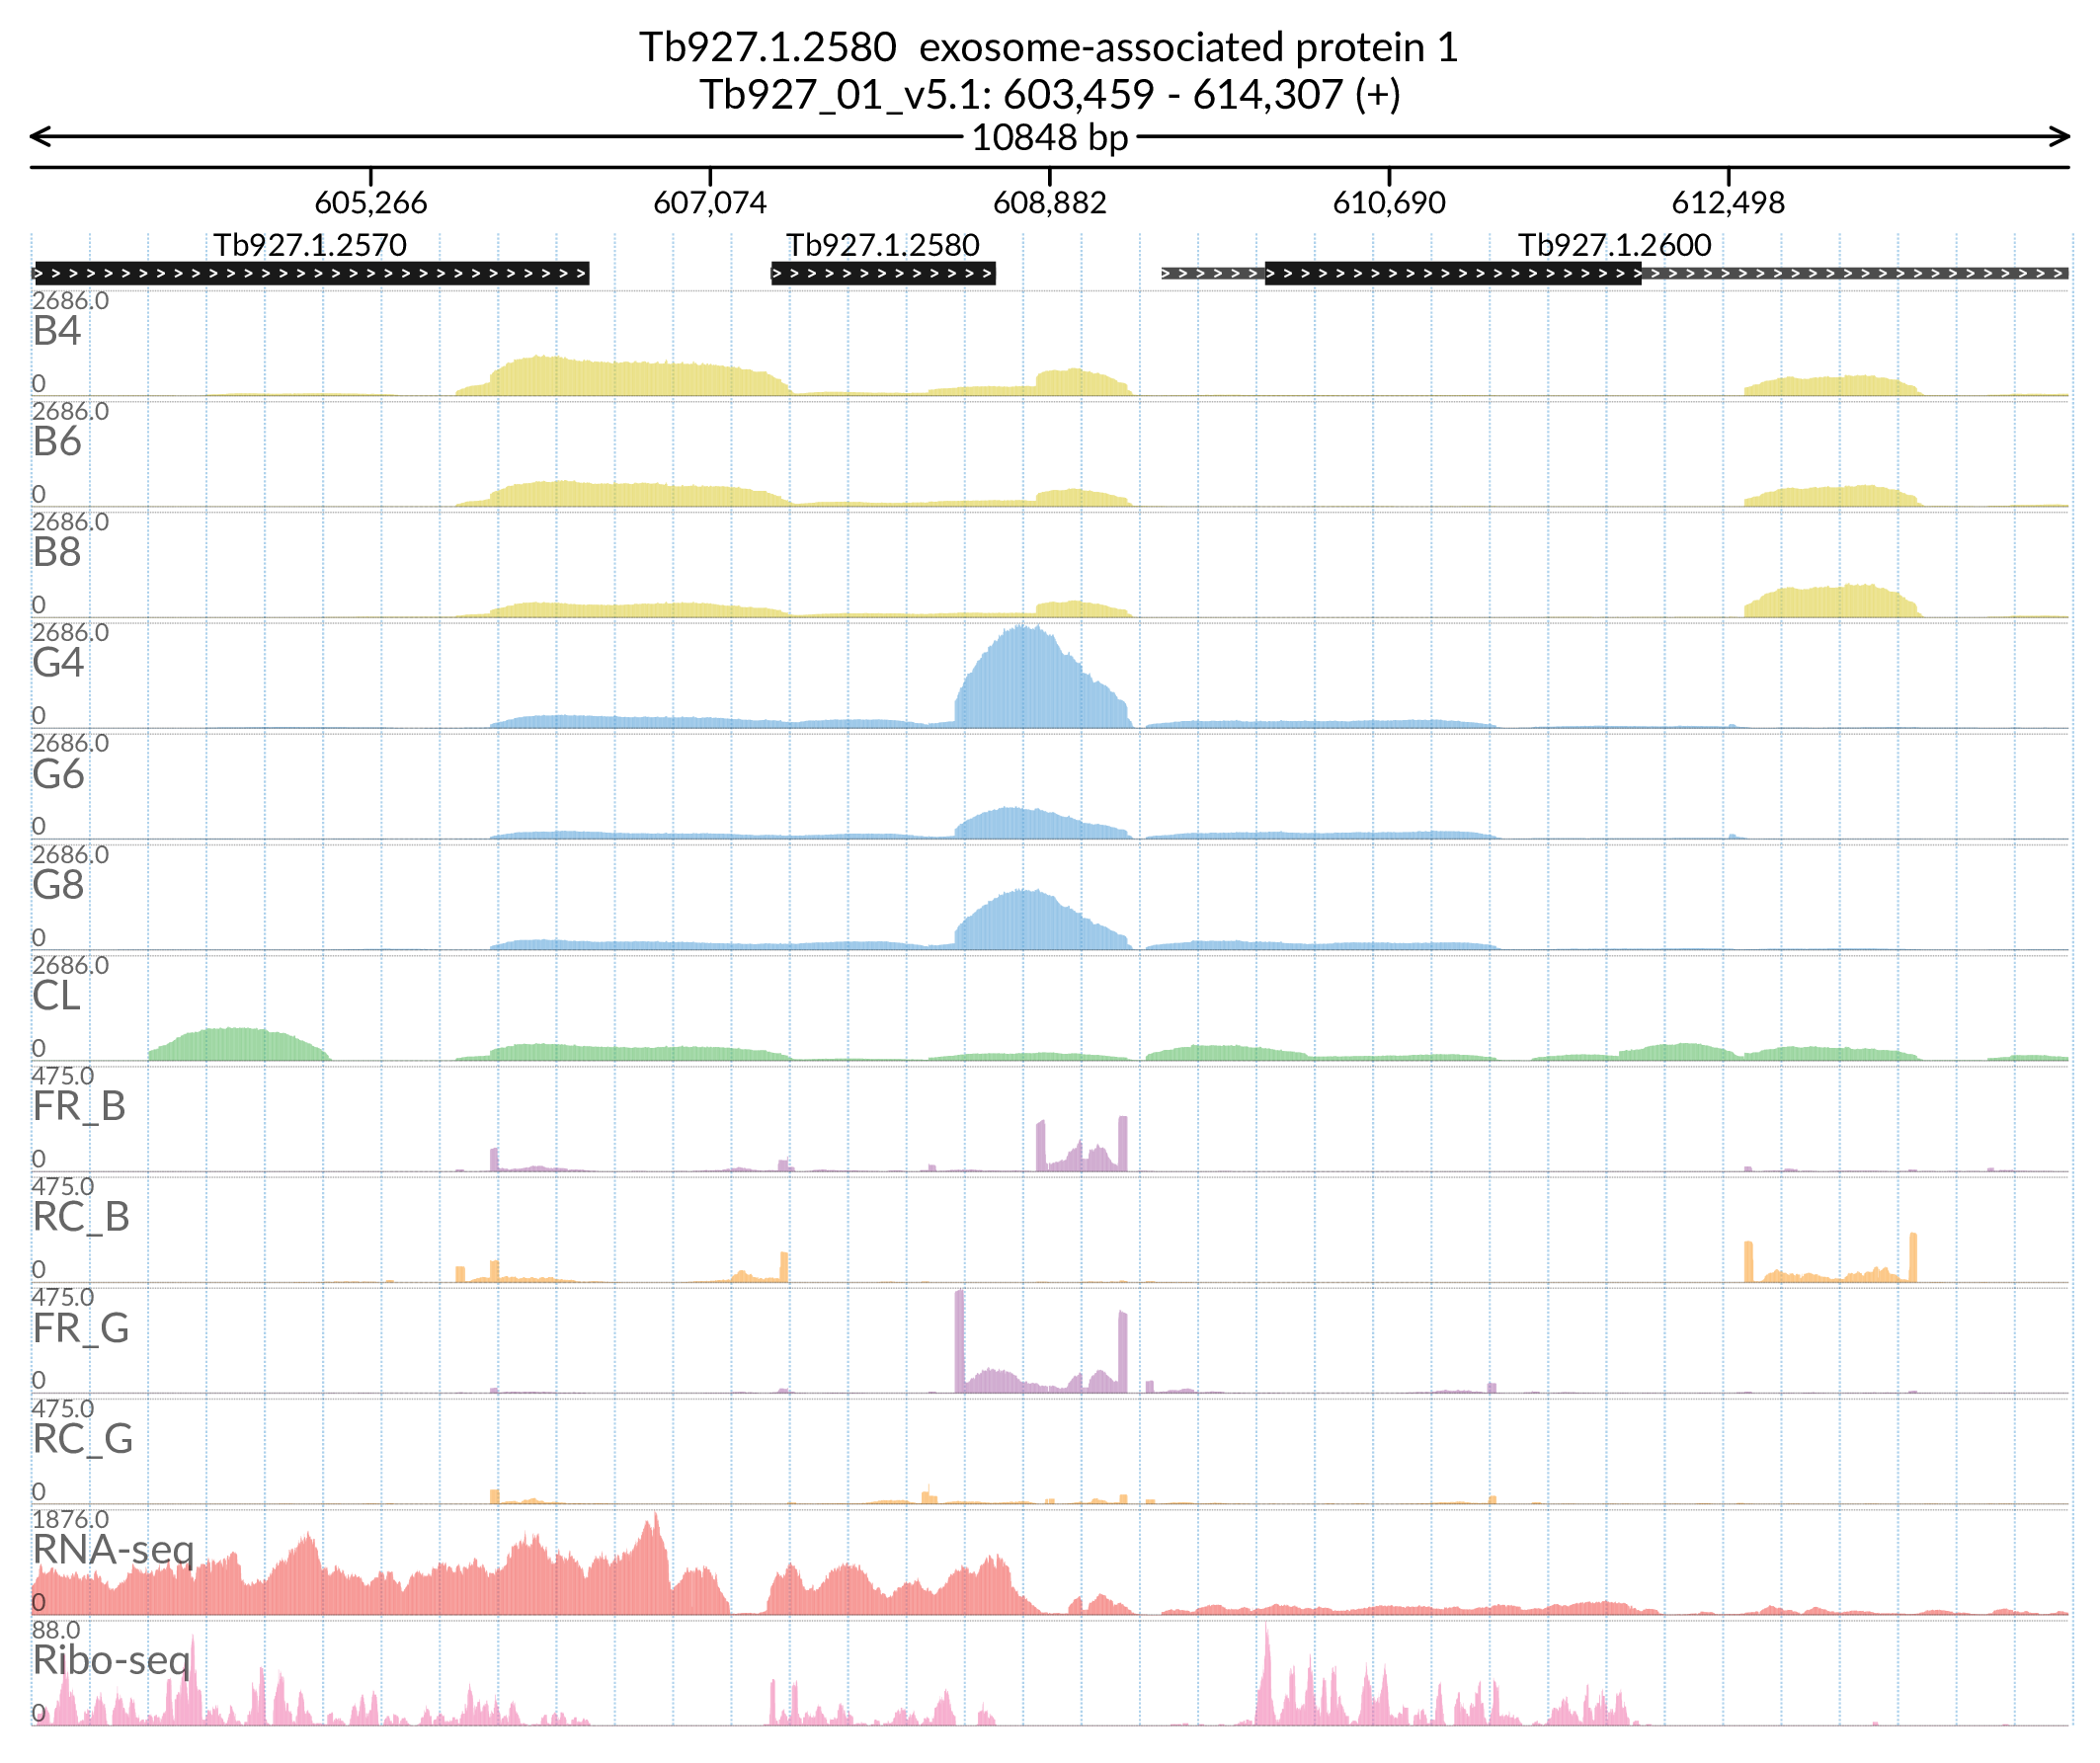 Tb927.1.2580 exosome-associated protein 1
Tb927_01_v5.1: 603,459 - 614,307 (+)
10848 bp
605,266 607,074 608,882 610,690 612,498
Tb927.1.2570 Tb927.1.2580 Tb927.1.2600
2686.0
B4
0
2686.0
B6
0
2686.0
B8
0
2686.0
G4
0
2686.0
G6
0
2686.0
G8
0
2686.0
CL
0
475.0
FR_B
0
475.0
RC_B
0
475.0
FR_G
0
475.0
RC_G
0
1876.0
RNA-seq
0
88.0
Ribo-seq
0